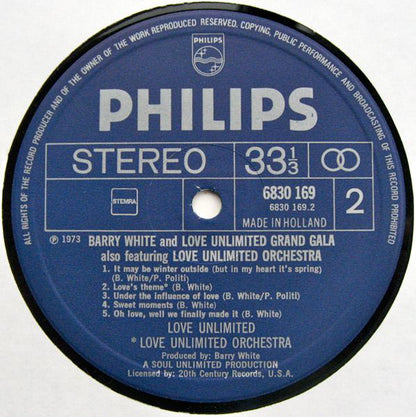 ALL RIGHTS OF THE RECORD PRODUCER AND OF THE OWNER OF THE WORK REPRODUCED RESERVED. COPYING, PUBLIC PERFORMANCE AND BROADCASTING OF THIS RECORD PROHIBITED
PHILIPS
PHILIPS
STEREO
33 1/3
STEMRA
6830 169
6830 169.2
MADE IN HOLLAND
2
℗ 1973 BARRY WHITE and LOVE UNLIMITED GRAND GALA
also featuring LOVE UNLIMITED ORCHESTRA
1. It may be winter outside (but in my heart it's spring)
(B. White/P. Politi)
2. Love's theme* (B. White)
3. Under the influence of love (B. White/P. Politi)
4. Sweet moments (B. White)
5. Oh love, well we finally made it (B. White)
LOVE UNLIMITED
* LOVE UNLIMITED ORCHESTRA
Produced by: Barry White
A SOUL UNLIMITED PRODUCTION
Licensed by: 20th Century Records, U.S.A.